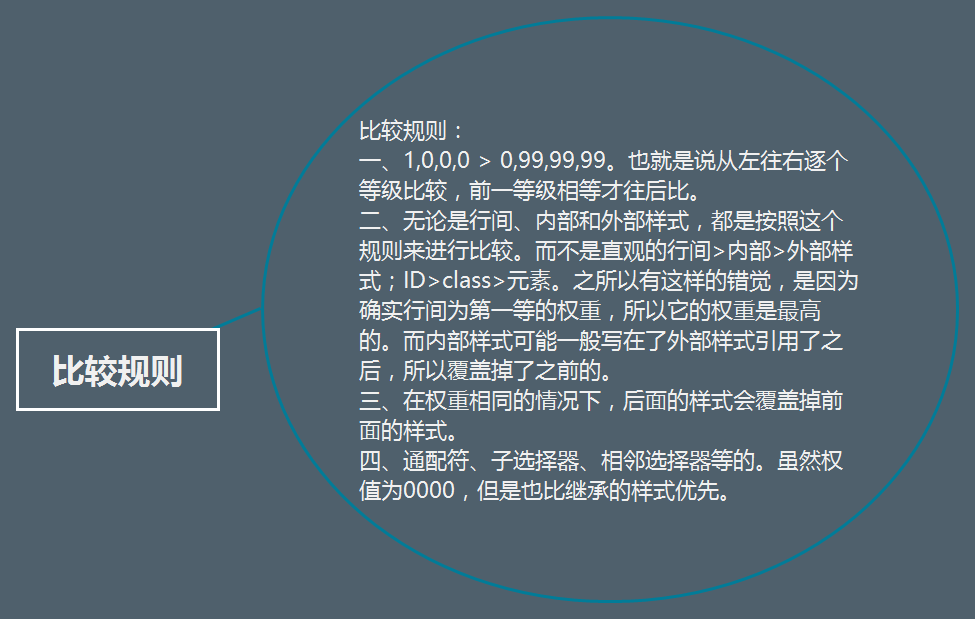 比较规则
比较规则：
一、1,0,0,0 > 0,99,99,99。也就是说从左往右逐个
等级比较，前一等级相等才往后比。
二、无论是行间、内部和外部样式，都是按照这个
规则来进行比较。而不是直观的行间>内部>外部样
式；ID>class>元素。之所以有这样的错觉，是因为
确实行间为第一等的权重，所以它的权重是最高
的。而内部样式可能一般写在了外部样式引用了之
后，所以覆盖掉了之前的。
三、在权重相同的情况下，后面的样式会覆盖掉前
面的样式。
四、通配符、子选择器、相邻选择器等的。虽然权
值为0000，但是也比继承的样式优先。